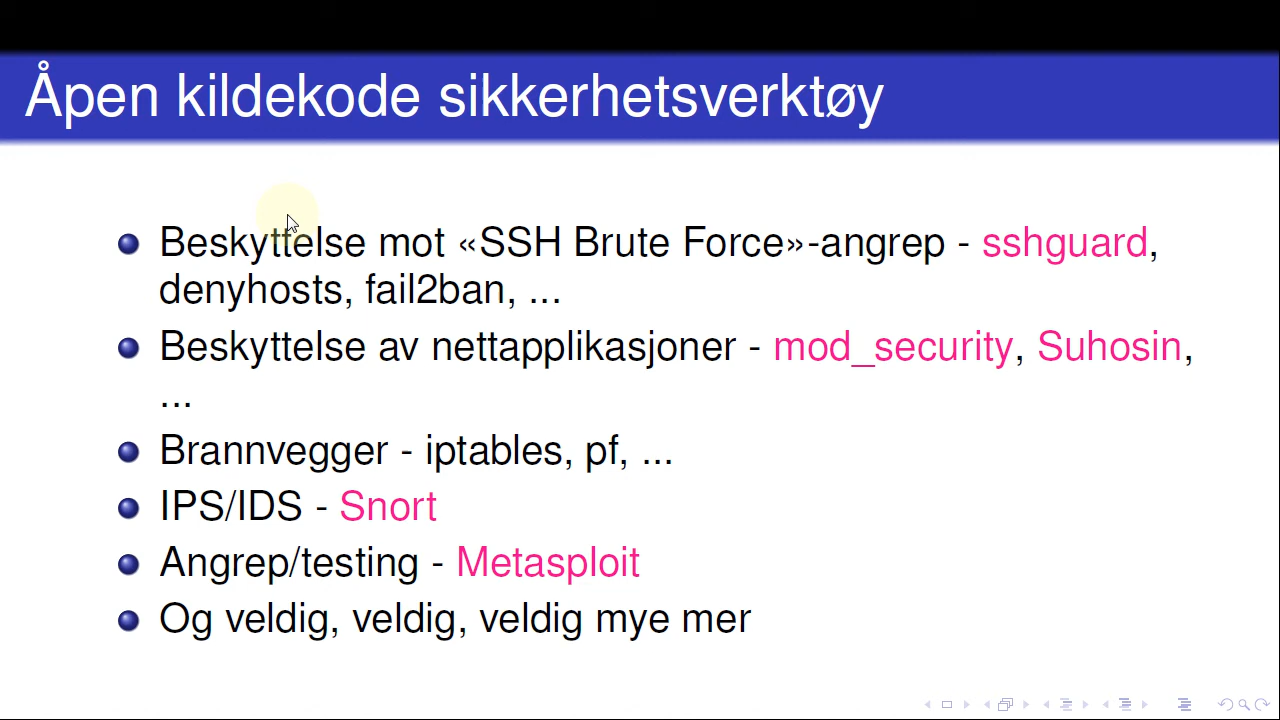 Åpen kildekode sikkerhetsverktøy
Beskyttelse mot «SSH Brute Force»-angrep - sshguard,
denyhosts, fail2ban, ...
Beskyttelse av nettapplikasjoner - mod_security, Suhosin,
...
Brannvegger - iptables, pf, ...
IPS/IDS - Snort
Angrep/testing - Metasploit
Og veldig, veldig, veldig mye mer